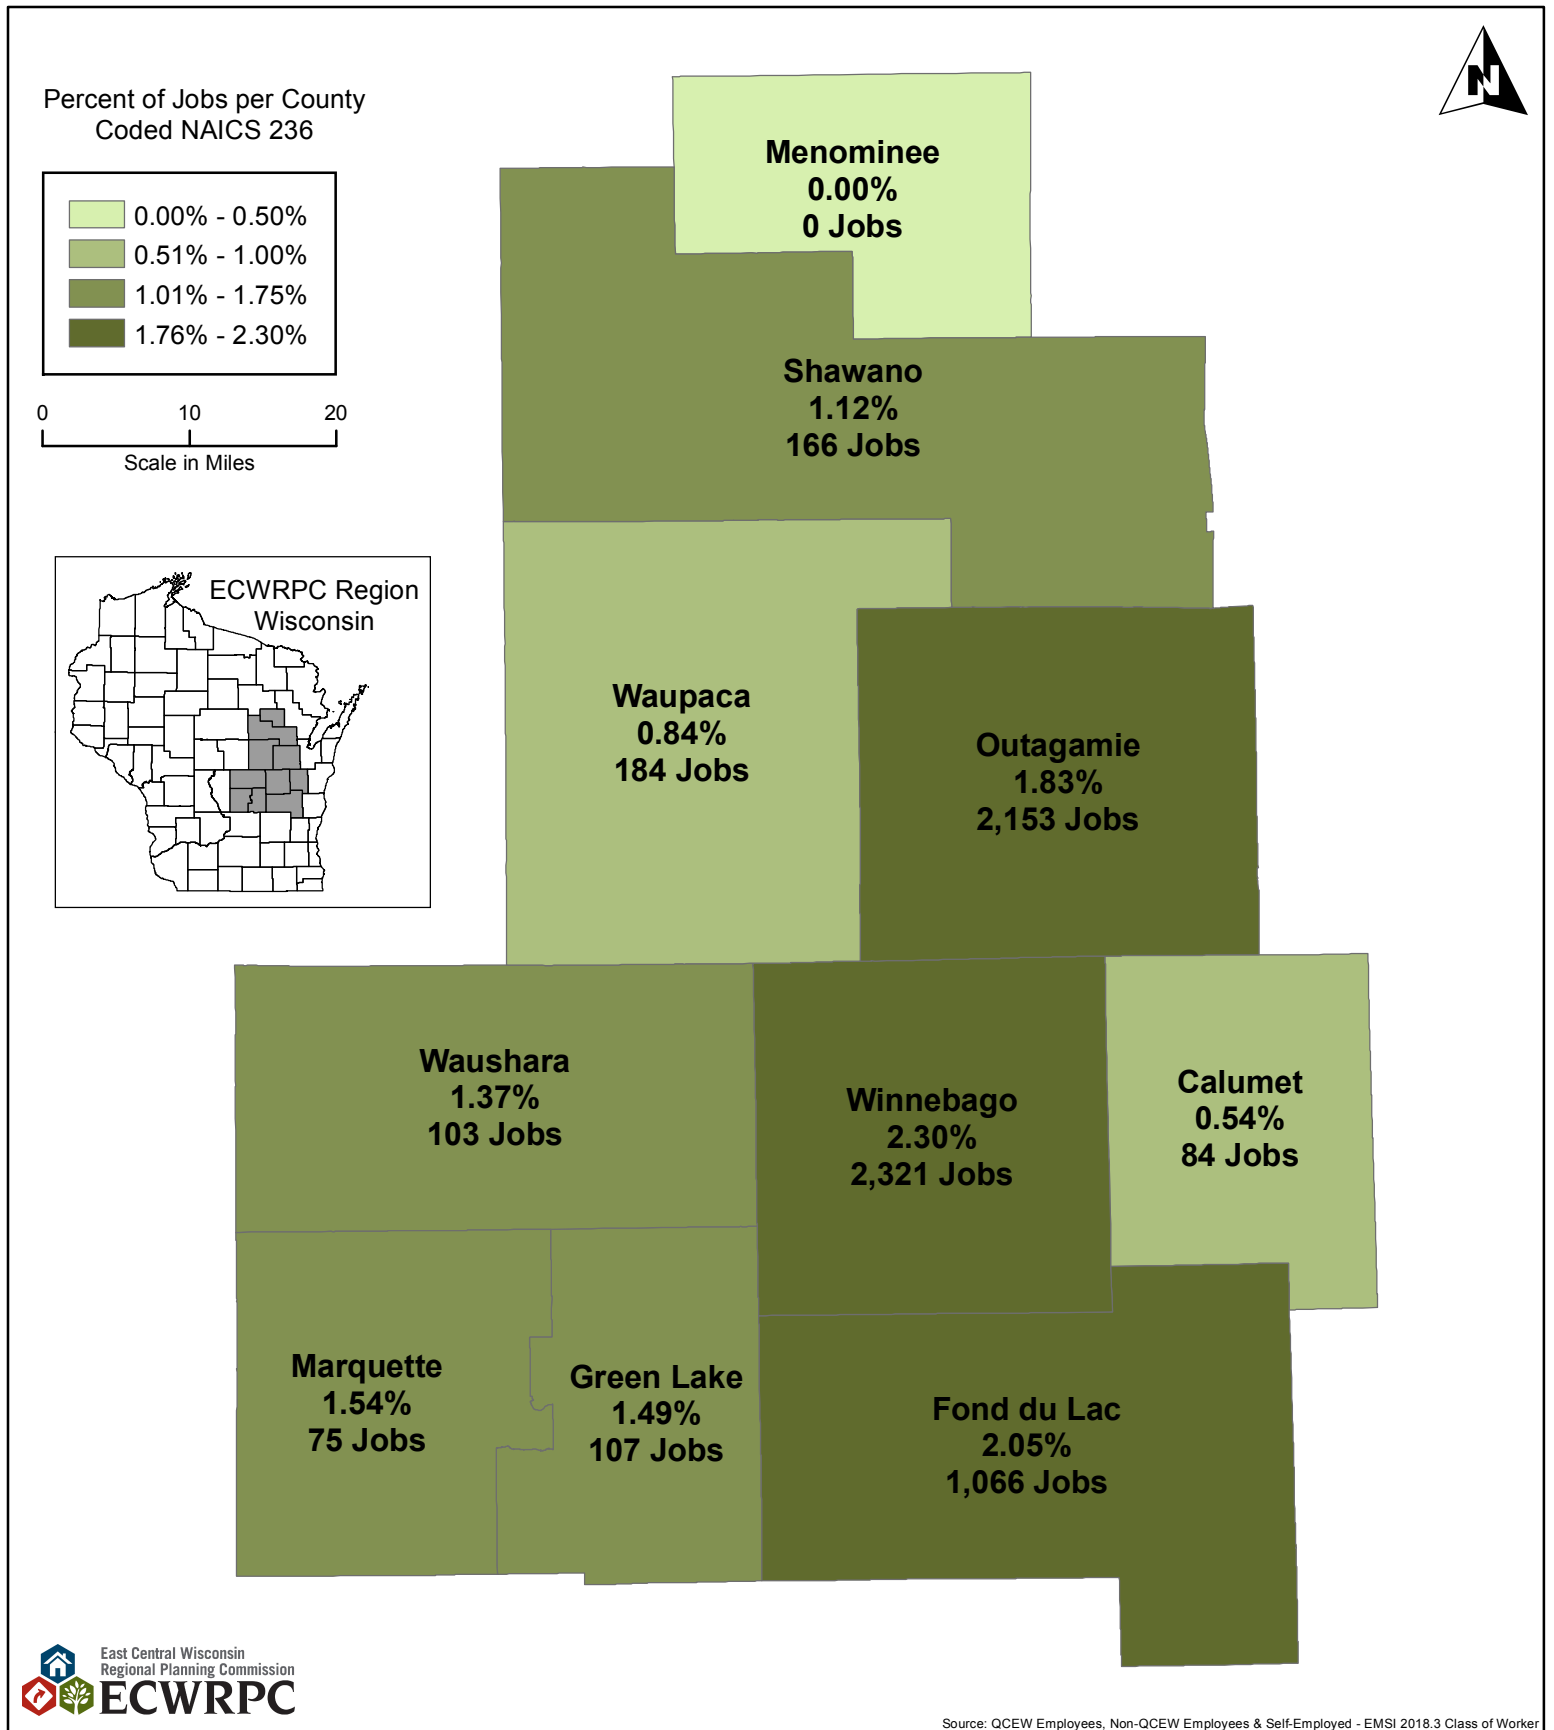 Percent of Jobs per County
Coded NAICS 236
0.00% - 0.50%
0.51% - 1.00%
1.01% - 1.75%
1.76% - 2.30%
0 10 20
Scale in Miles
N
ECWRPC Region
Wisconsin
Menominee
0.00%
0 Jobs
Shawano
1.12%
166 Jobs
Waupaca
0.84%
184 Jobs
Outagamie
1.83%
2,153 Jobs
Waushara
1.37%
103 Jobs
Winnebago
2.30%
2,321 Jobs
Calumet
0.54%
84 Jobs
Marquette
1.54%
75 Jobs
Green Lake
1.49%
107 Jobs
Fond du Lac
2.05%
1,066 Jobs
East Central Wisconsin
Regional Planning Commission
ECWRPC
Source: QCEW Employees, Non-QCEW Employees & Self-Employed - EMSI 2018.3 Class of Worker